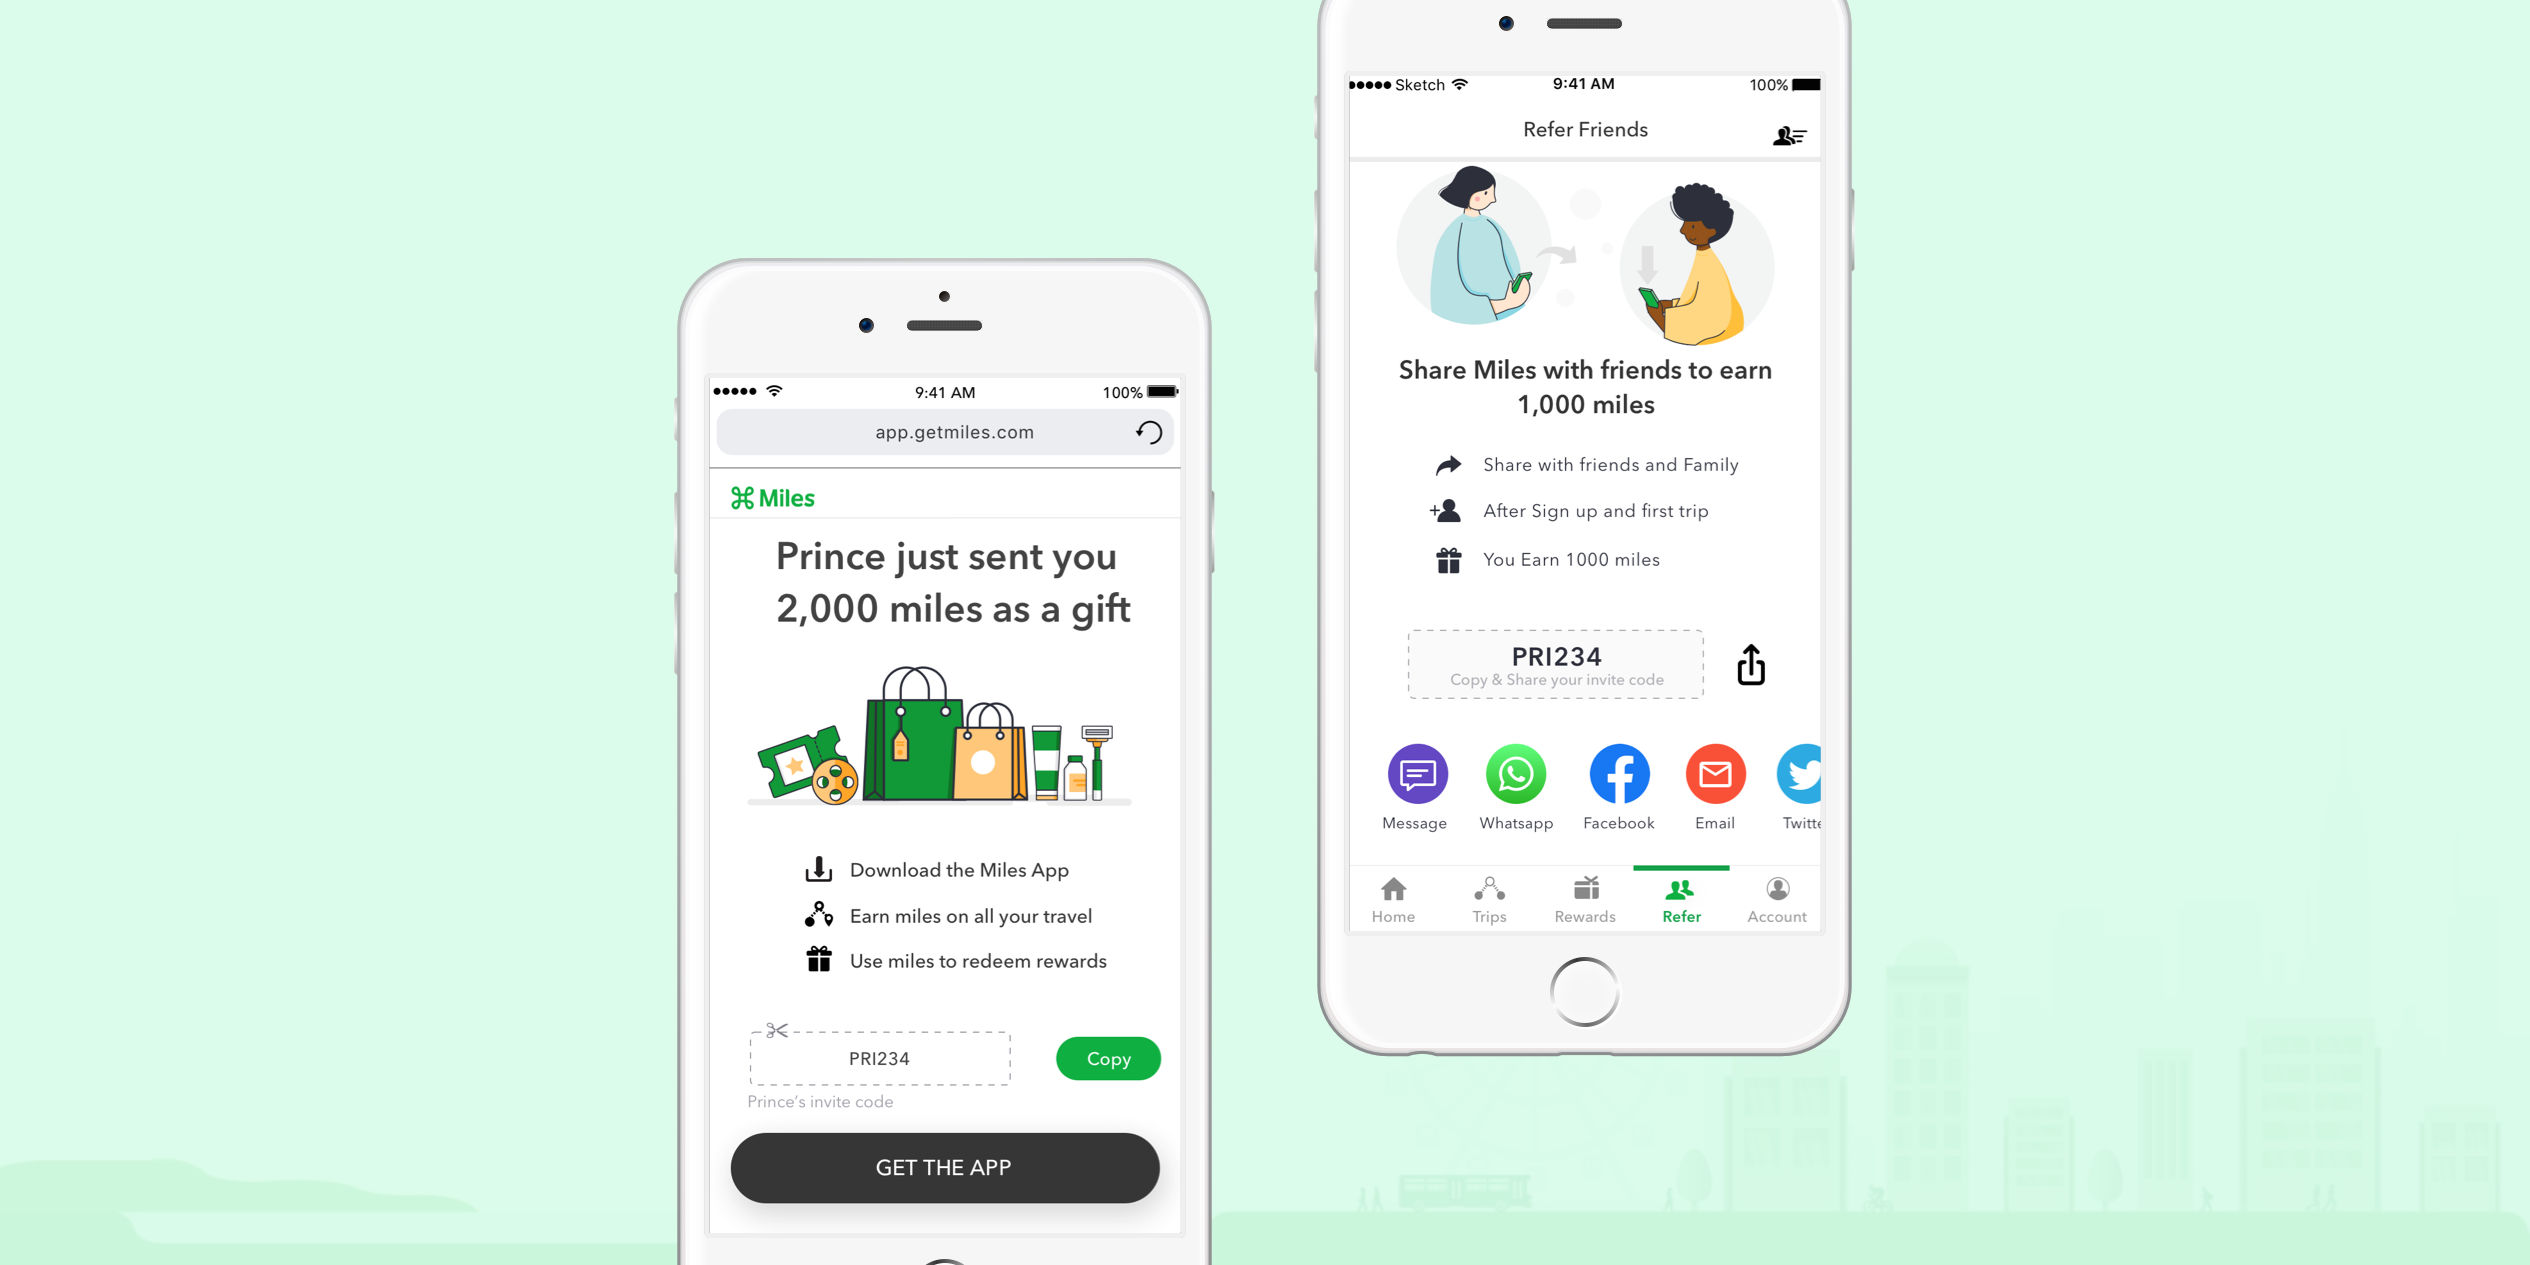 9:41 AM
100%
app.getmiles.com
Miles
Prince just sent you
2,000 miles as a gift
Download the Miles App
Earn miles on all your travel
Use miles to redeem rewards
PRI234
Copy
Prince’s invite code
GET THE APP
Sketch
9:41 AM
100%
Refer Friends
Share Miles with friends to earn
1,000 miles
Share with friends and Family
After Sign up and first trip
You Earn 1000 miles
PRI234
Copy & Share your invite code
Message
Whatsapp
Facebook
Email
Twitte
Home
Trips
Rewards
Refer
Account